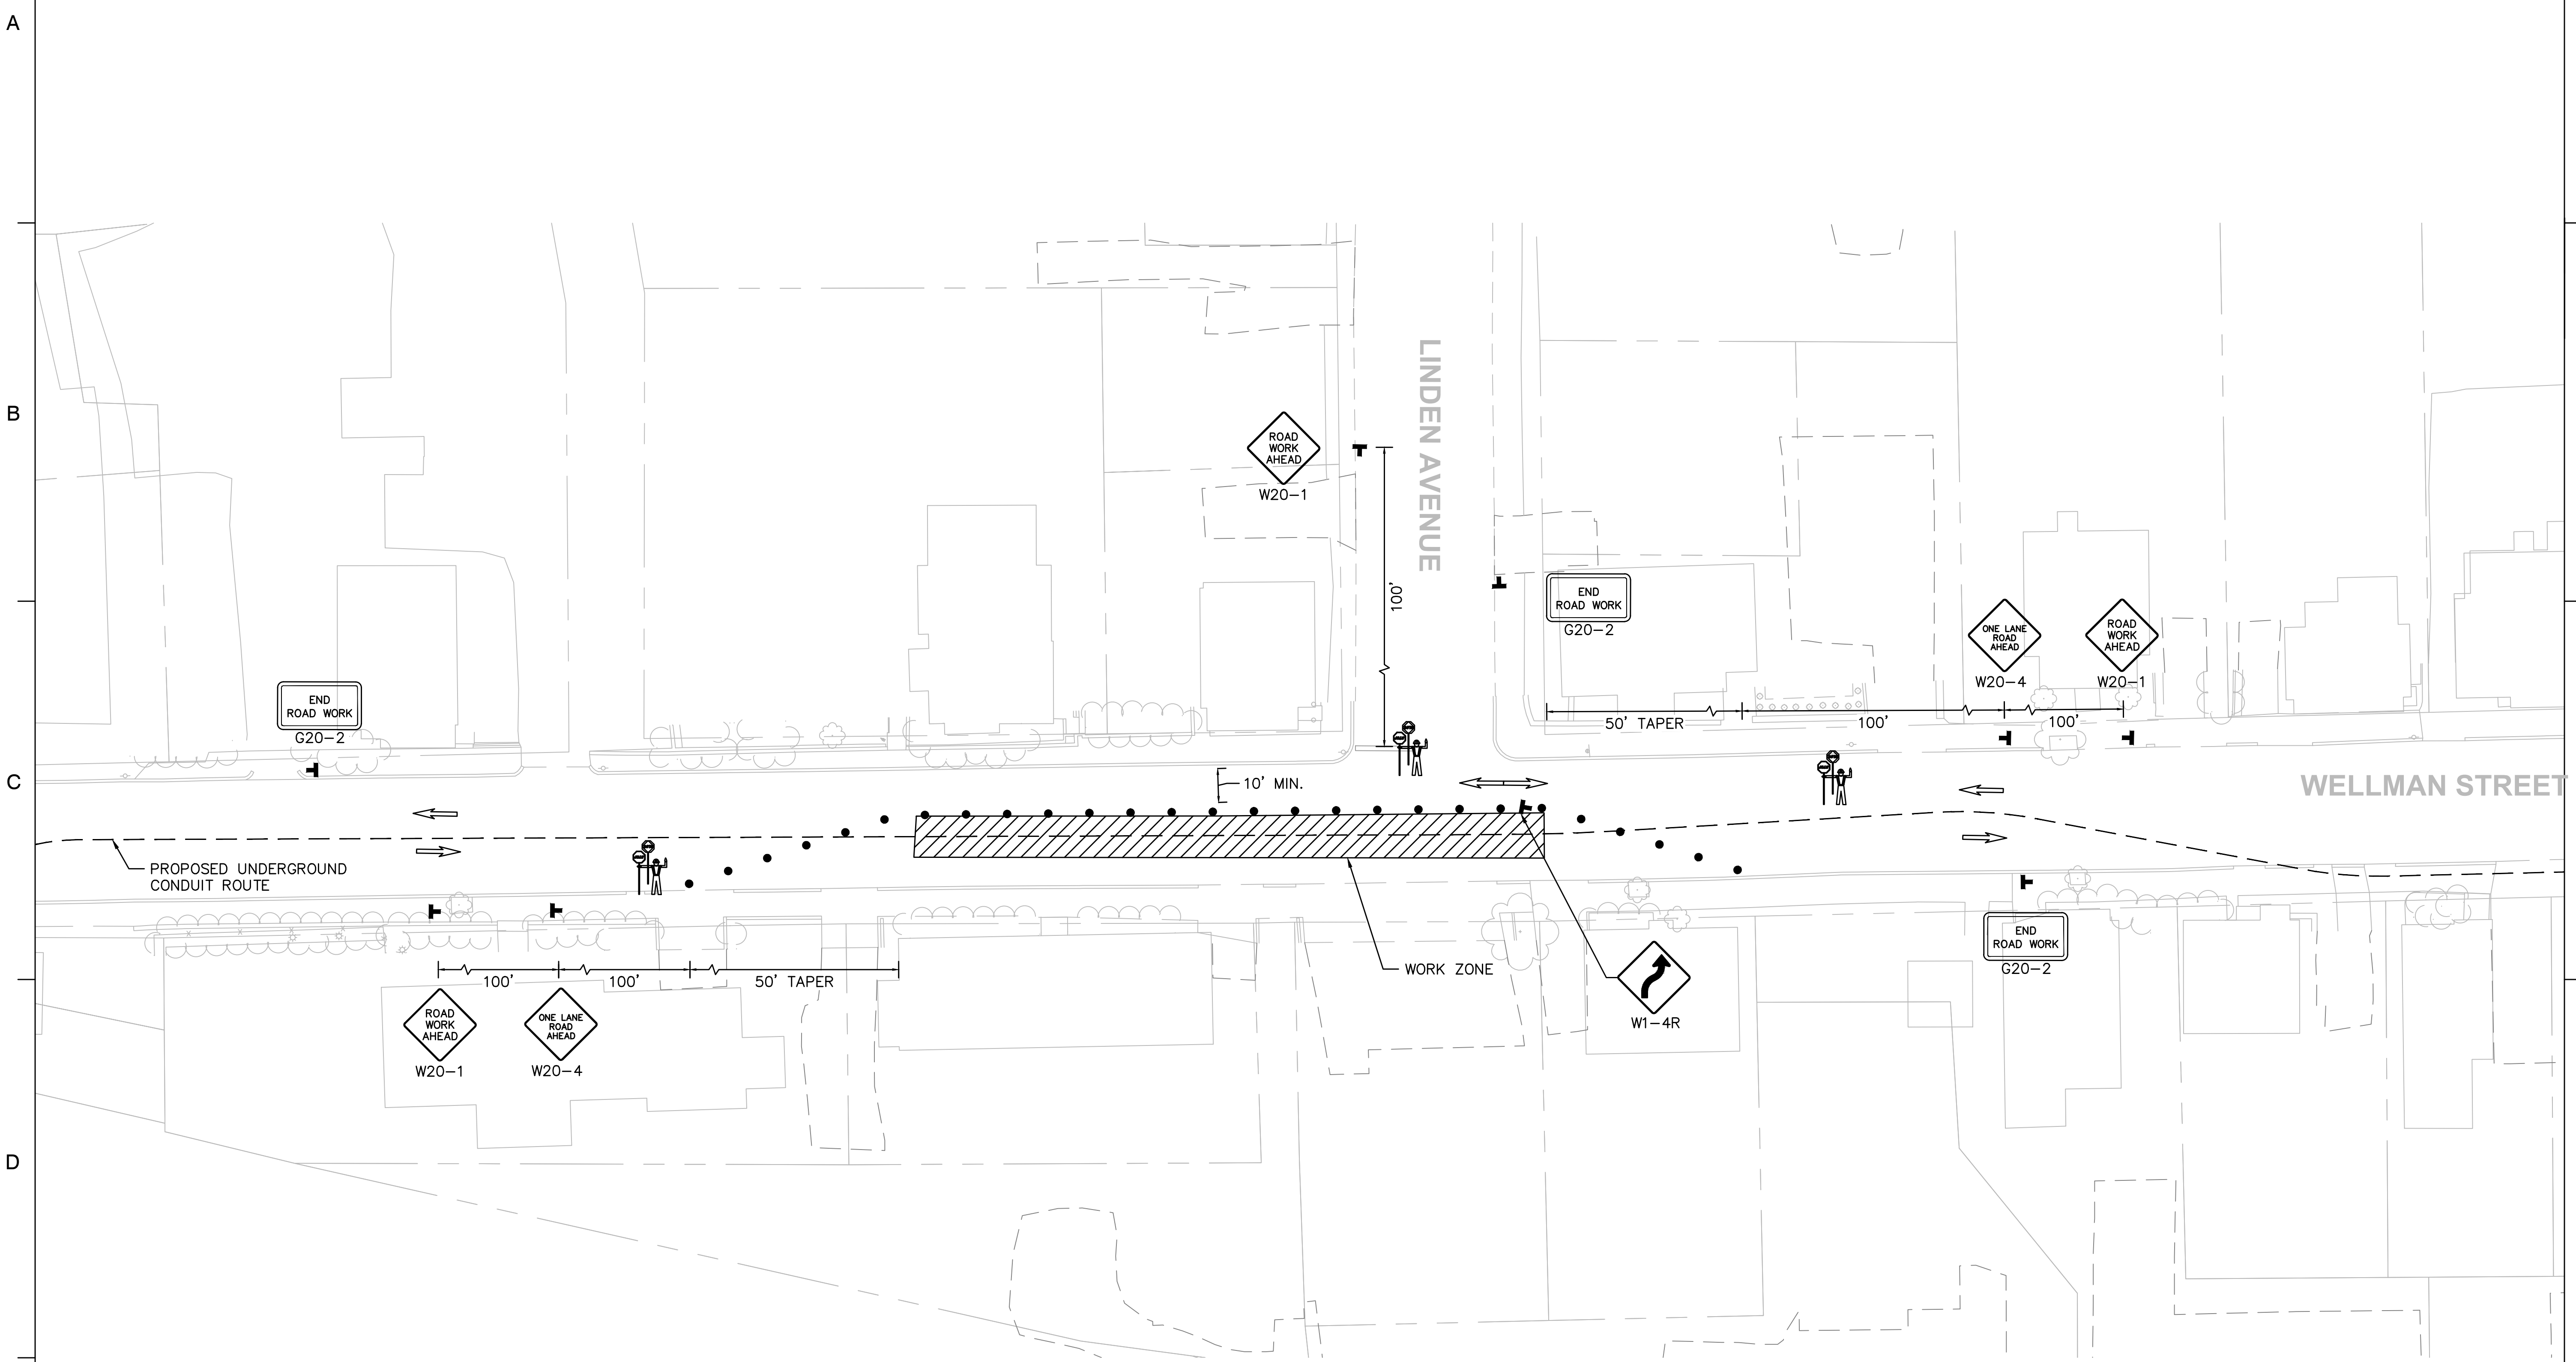 A
B
LINDEN AVENUE
ROAD
WORK
AHEAD
W20-1
100'
END
ROAD WORK
G20-2
ONE LANE
ROAD
AHEAD
W20-4
ROAD
WORK
AHEAD
W20-1
END
ROAD WORK
G20-2
50' TAPER
100'
100'
C
10' MIN.
WELLMAN STREET
PROPOSED UNDERGROUND
CONDUIT ROUTE
END
ROAD WORK
G20-2
100'
100'
50' TAPER
WORK ZONE
ROAD
WORK
AHEAD
W20-1
ONE LANE
ROAD
AHEAD
W20-4
W1-4R
D